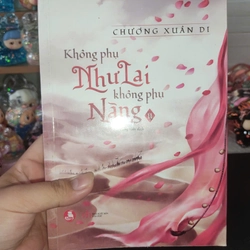 CHƯƠNG XUÂN DI
Không phụ
Như Lai
không phụ
Nàng